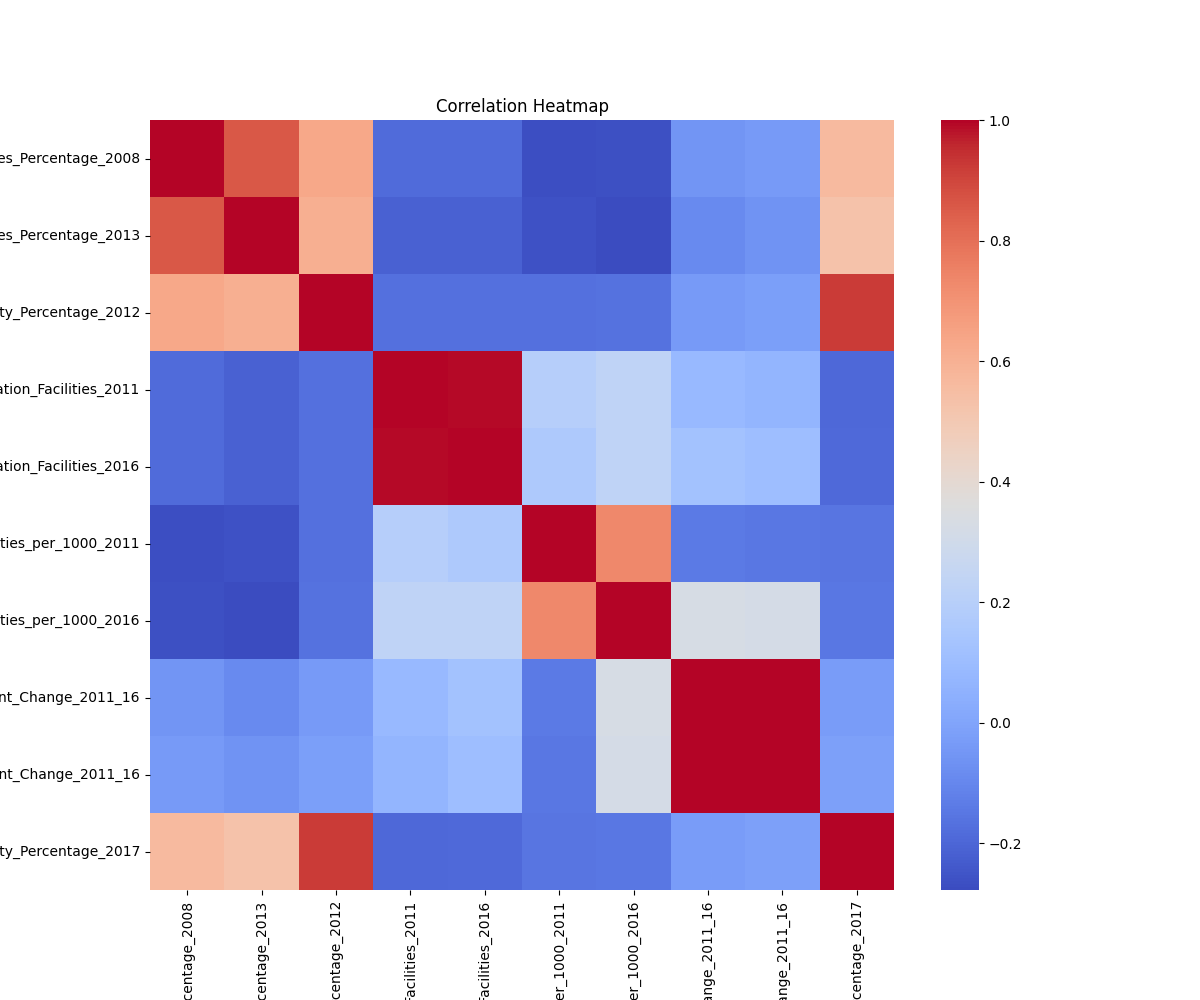 Correlation Heatmap
es_Percentage_2008
es_Percentage_2013
ty_Percentage_2012
ation_Facilities_2011
ation_Facilities_2016
ties_per_1000_2011
ties_per_1000_2016
nt_Change_2011_16
nt_Change_2011_16
ty_Percentage_2017
centage_2008
centage_2013
centage_2012
Facilities_2011
Facilities_2016
er_1000_2011
er_1000_2016
ange_2011_16
ange_2011_16
centage_2017
1.0
0.8
0.6
0.4
0.2
0.0
−0.2